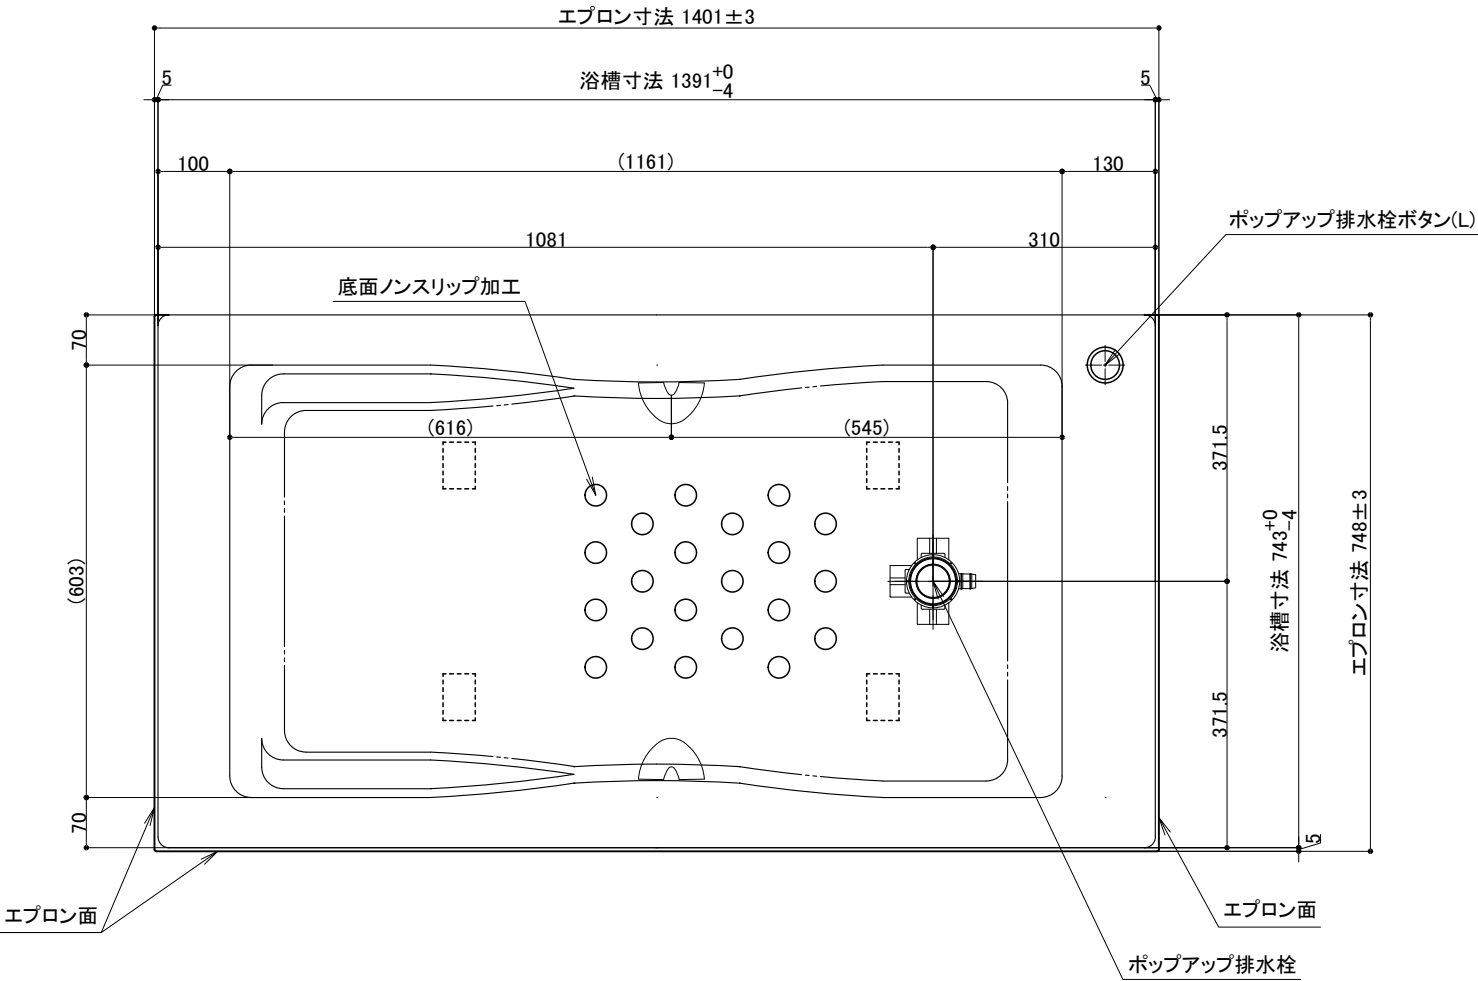 エプロン寸法 1401±3
5
浴槽寸法 1391 +0 -4
5
100
(1161)
130
1081
310
ポップアップ排水栓ボタン(L)
底面ノンスリップ加工
70
(616)
(545)
371.5
(603)
浴槽寸法 743 +0 -4
エプロン寸法 748±3
371.5
70
5
エプロン面
エプロン面
ポップアップ排水栓